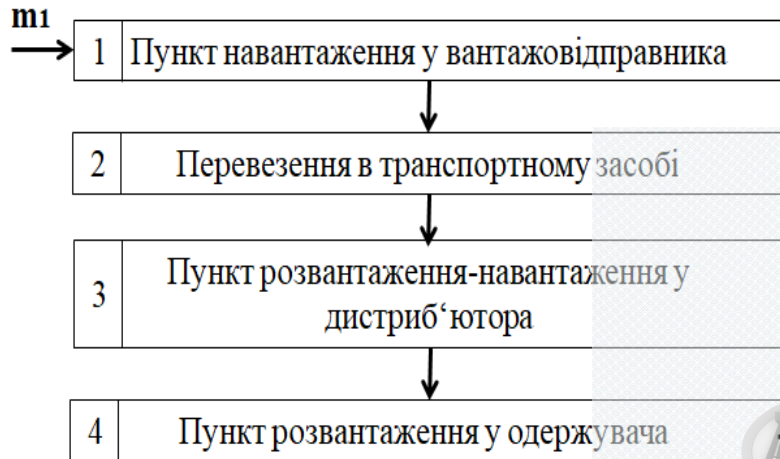 m1
1 Пункт навантаження у вантажовідправника
2 Перевезення в транспортному засобі
3 Пункт розвантаження-навантаження у
дистриб‘ютора
4 Пункт розвантаження у одержувача